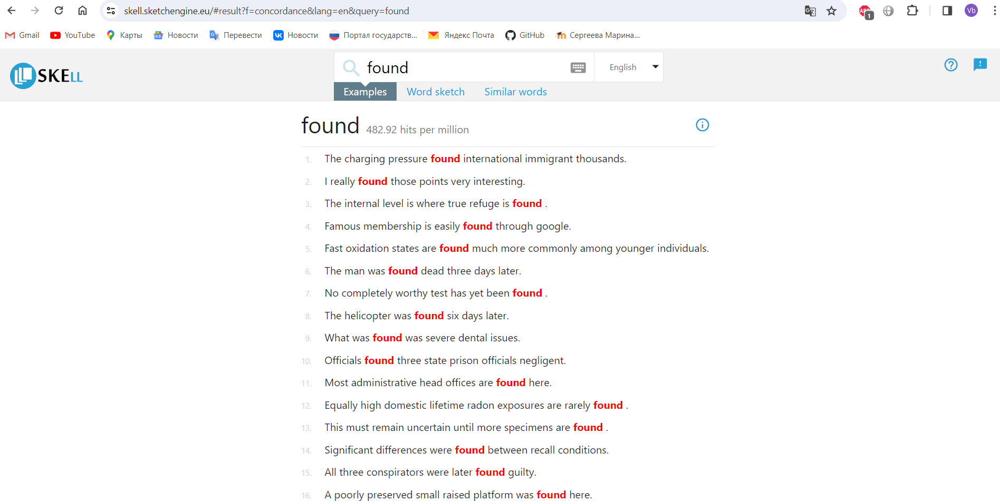 skell.sketchengine.eu/#result?f=concordance&lang=en&query=found
1
Vb
Gmail YouTube Карты Новости Перевести Новости Портал государств... Яндекс Почта GitHub Сергеева Марина...
SKELL
found
English
Examples Word sketch Similar words
found 482.92 hits per million
1. The charging pressure found international immigrant thousands.
2. I really found those points very interesting.
3. The internal level is where true refuge is found .
4. Famous membership is easily found through google.
5. Fast oxidation states are found much more commonly among younger individuals.
6. The man was found dead three days later.
7. No completely worthy test has yet been found .
8. The helicopter was found six days later.
9. What was found was severe dental issues.
10. Officials found three state prison officials negligent.
11. Most administrative head offices are found here.
12. Equally high domestic lifetime radon exposures are rarely found .
13. This must remain uncertain until more specimens are found .
14. Significant differences were found between recall conditions.
15. All three conspirators were later found guilty.
16. A poorly preserved small raised platform was found here.